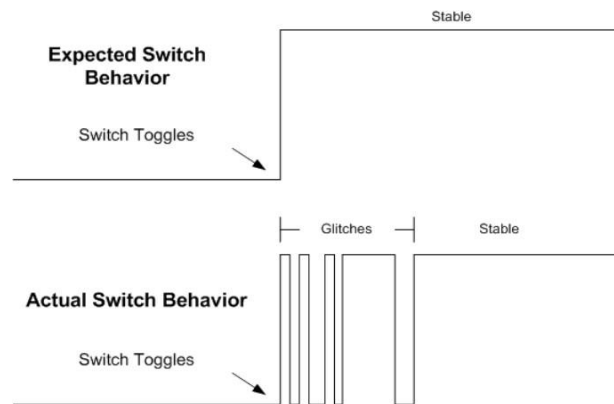 Stable
Expected Switch
Behavior
Switch Toggles
Glitches
Stable
Actual Switch Behavior
Switch Toggles